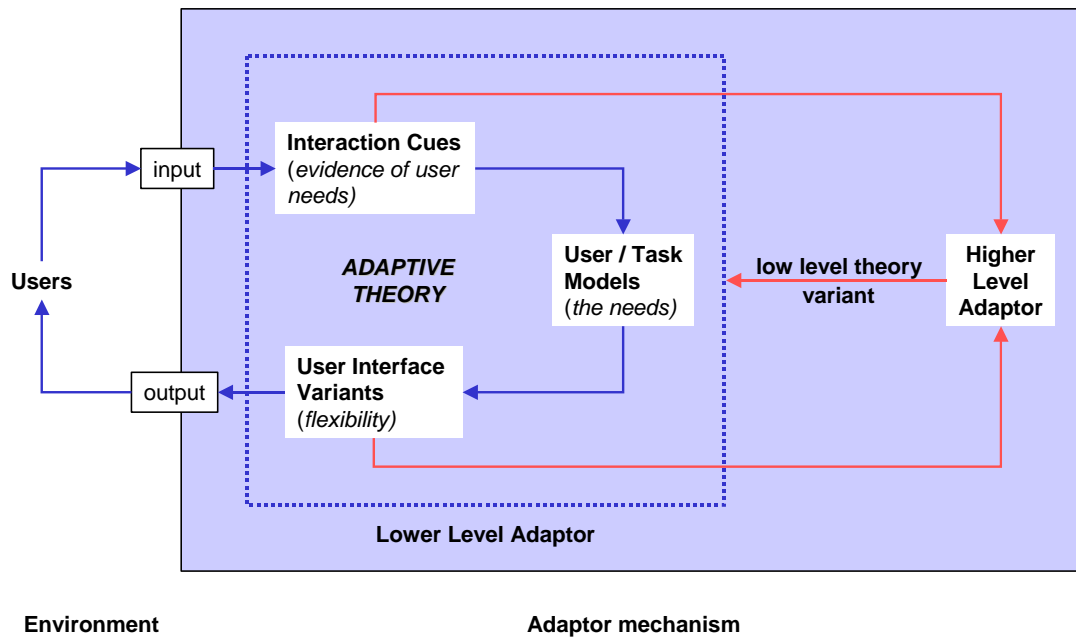 Interaction Cues
(evidence of user
needs)
input
Users
ADAPTIVE
THEORY
User / Task
Models
(the needs)
low level theory
variant
Higher
Level
Adaptor
User Interface
Variants
(flexibility)
output
Lower Level Adaptor
Environment
Adaptor mechanism